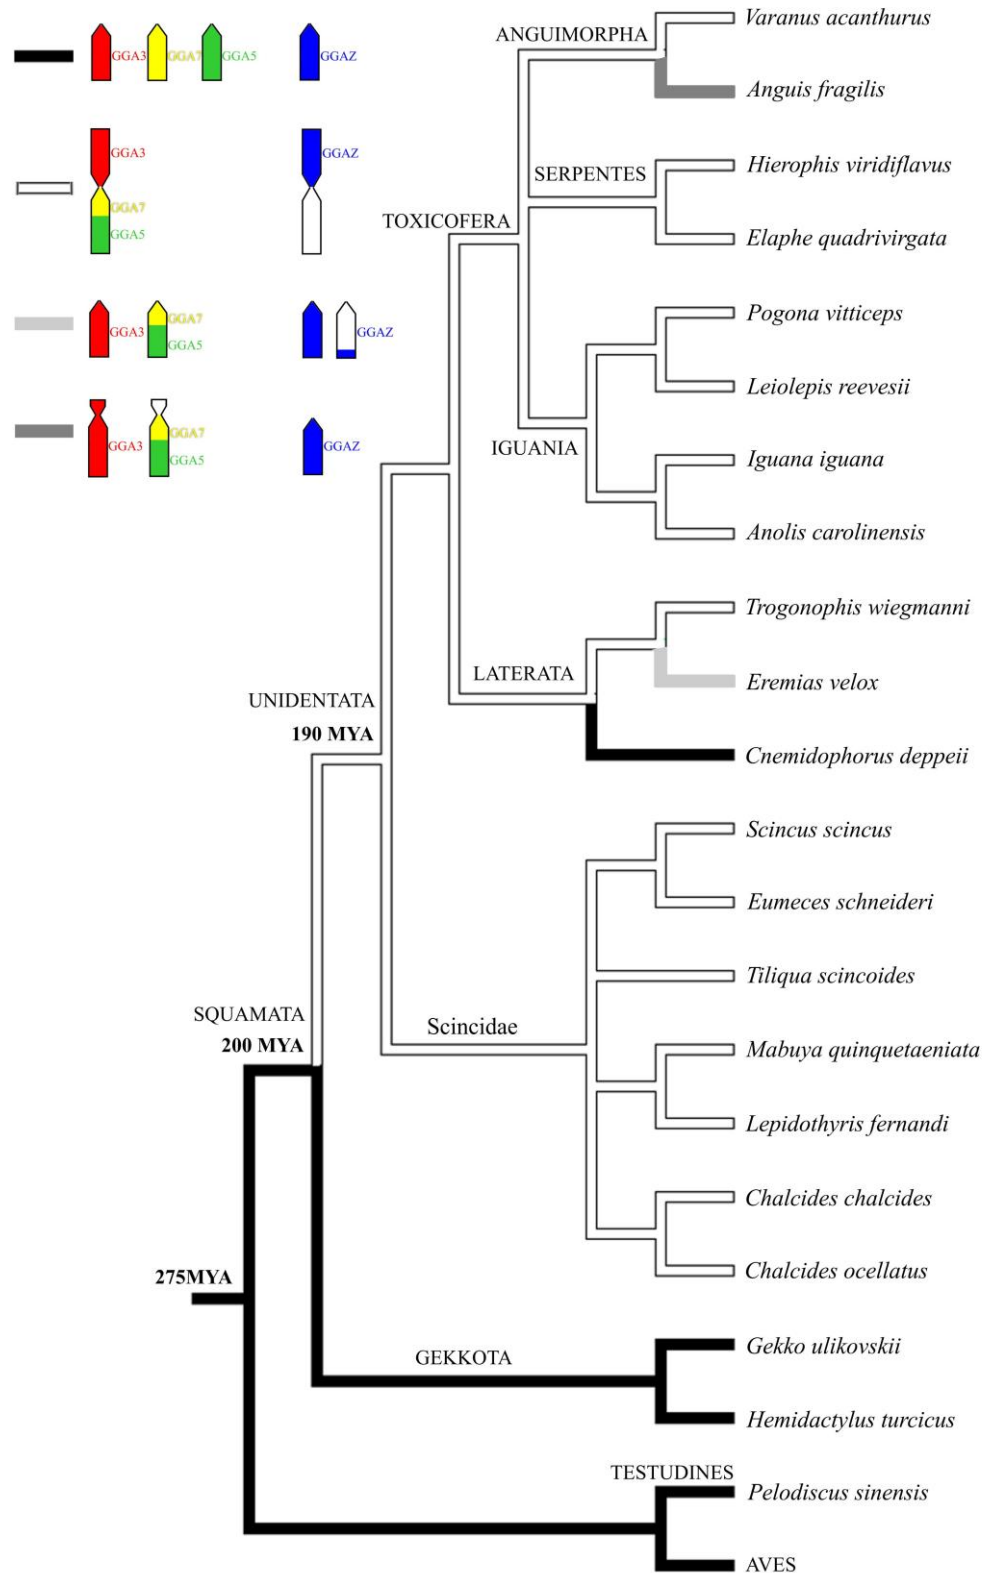 GGA3 GGA7 GGA5 GGAZ
GGA3 GGAZ
GGA7
GGA5
GGA3 GGA7 GGAZ
GGA5
GGA3 GGA7 GGAZ
GGA5
ANGUIMORPHA
SERPENTES
TOXICOFERA
IGUANIA
LATERATA
UNIDENTATA
190 MYA
SQUAMATA
200 MYA
Scincidae
275MYA
GEKKOTA
TESTUDINES
Varanus acanthurus
Anguis fragilis
Hierophis viridiflavus
Elaphe quadrivirgata
Pogona vitticeps
Leiolepis reevesii
Iguana iguana
Anolis carolinensis
Trogonophis wiegmanni
Eremias velox
Cnemidophorus deppeii
Scincus scincus
Eumeces schneideri
Tiliqua scincoides
Mabuya quinquetaeniata
Lepidothyris fernandi
Chalcides chalcides
Chalcides ocellatus
Gekko ulikovskii
Hemidactylus turcicus
Pelodiscus sinensis
AVES